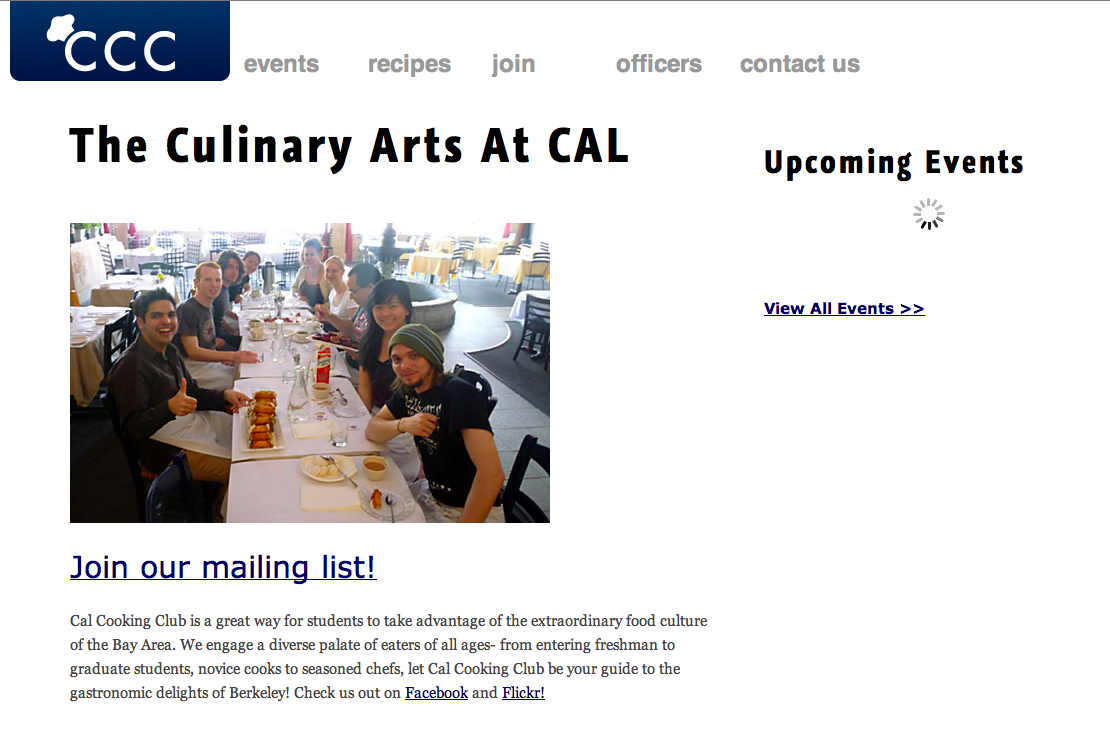 CCC
events recipes join officers contact us
The Culinary Arts At CAL
Upcoming Events
View All Events >>
Join our mailing list!
Cal Cooking Club is a great way for students to take advantage of the extraordinary food culture
of the Bay Area. We engage a diverse palate of eaters of all ages- from entering freshman to
graduate students, novice cooks to seasoned chefs, let Cal Cooking Club be your guide to the
gastronomic delights of Berkeley! Check us out on Facebook and Flickr!